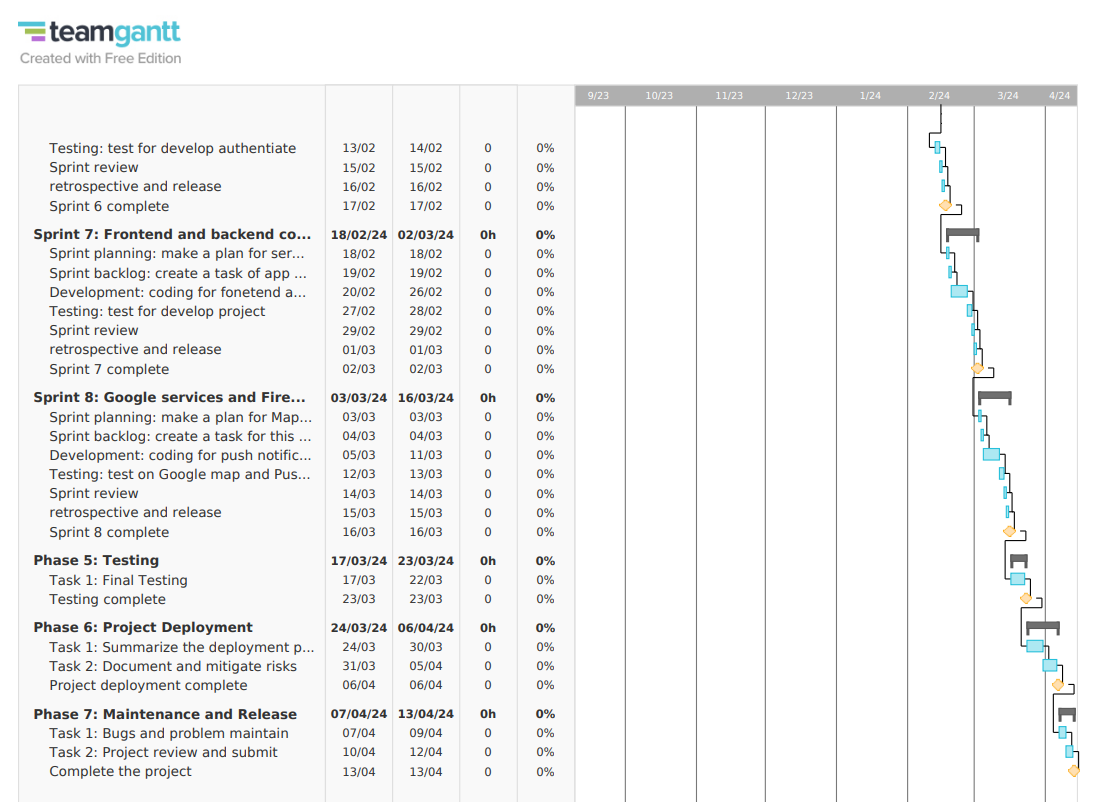 teamgantt
Created with Free Edition
9/23 10/23 11/23 12/23 1/24 2/24 3/24 4/24
Testing: test for develop authentiate 13/02 14/02 0 0%
Sprint review 15/02 15/02 0 0%
retrospective and release 16/02 16/02 0 0%
Sprint 6 complete 17/02 17/02 0 0%
Sprint 7: Frontend and backend co... 18/02/24 02/03/24 0h 0%
Sprint planning: make a plan for ser... 18/02 18/02 0 0%
Sprint backlog: create a task of app ... 19/02 19/02 0 0%
Development: coding for fonetend a... 20/02 26/02 0 0%
Testing: test for develop project 27/02 28/02 0 0%
Sprint review 29/02 29/02 0 0%
retrospective and release 01/03 01/03 0 0%
Sprint 7 complete 02/03 02/03 0 0%
Sprint 8: Google services and Fire... 03/03/24 16/03/24 0h 0%
Sprint planning: make a plan for Map... 03/03 03/03 0 0%
Sprint backlog: create a task for this ... 04/03 04/03 0 0%
Development: coding for push notific... 05/03 11/03 0 0%
Testing: test on Google map and Pus... 12/03 13/03 0 0%
Sprint review 14/03 14/03 0 0%
retrospective and release 15/03 15/03 0 0%
Sprint 8 complete 16/03 16/03 0 0%
Phase 5: Testing 17/03/24 23/03/24 0h 0%
Task 1: Final Testing 17/03 22/03 0 0%
Testing complete 23/03 23/03 0 0%
Phase 6: Project Deployment 24/03/24 06/04/24 0h 0%
Task 1: Summarize the deployment p... 24/03 30/03 0 0%
Task 2: Document and mitigate risks 31/03 05/04 0 0%
Project deployment complete 06/04 06/04 0 0%
Phase 7: Maintenance and Release 07/04/24 13/04/24 0h 0%
Task 1: Bugs and problem maintain 07/04 09/04 0 0%
Task 2: Project review and submit 10/04 12/04 0 0%
Complete the project 13/04 13/04 0 0%